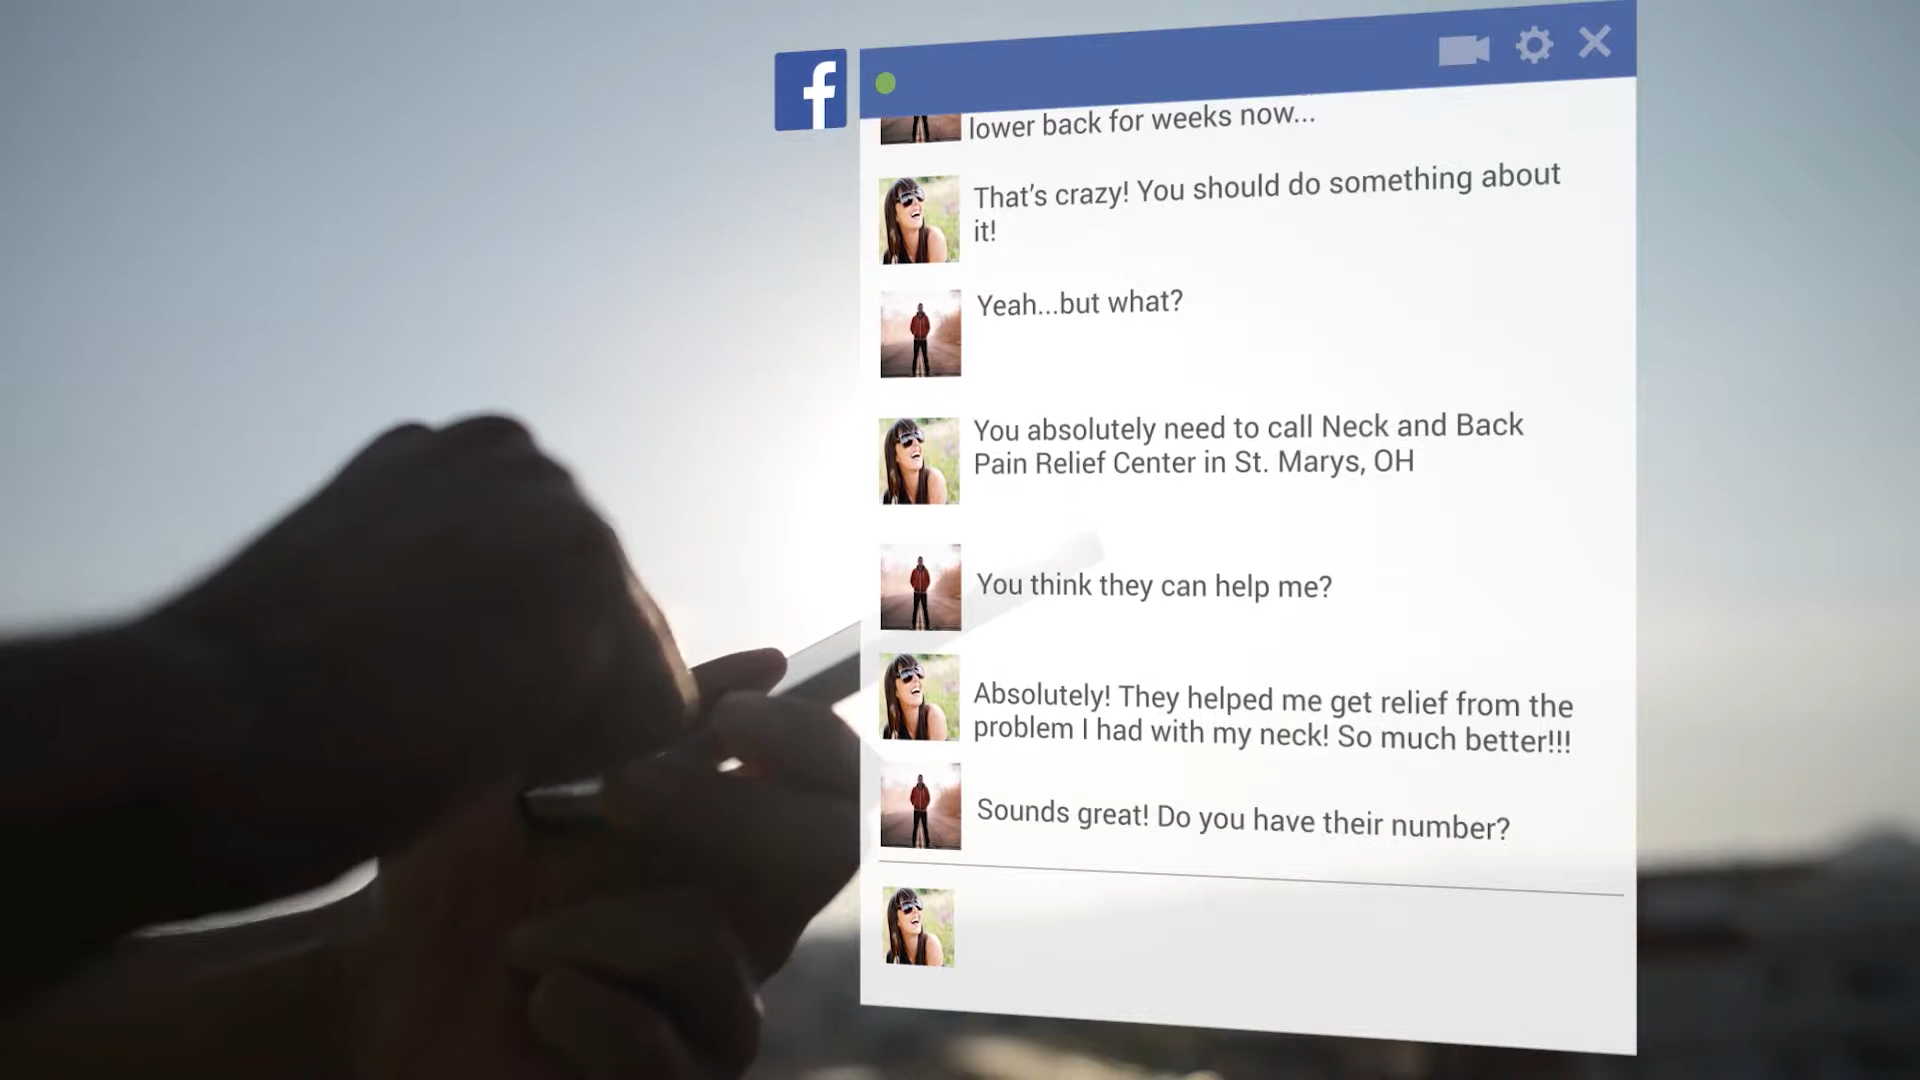 f
lower back for weeks now...
That's crazy! You should do something about
it!
Yeah...but what?
You absolutely need to call Neck and Back
Pain Relief Center in St. Marys, OH
You think they can help me?
Absolutely! They helped me get relief from the
problem I had with my neck! So much better!!!
Sounds great! Do you have their number?